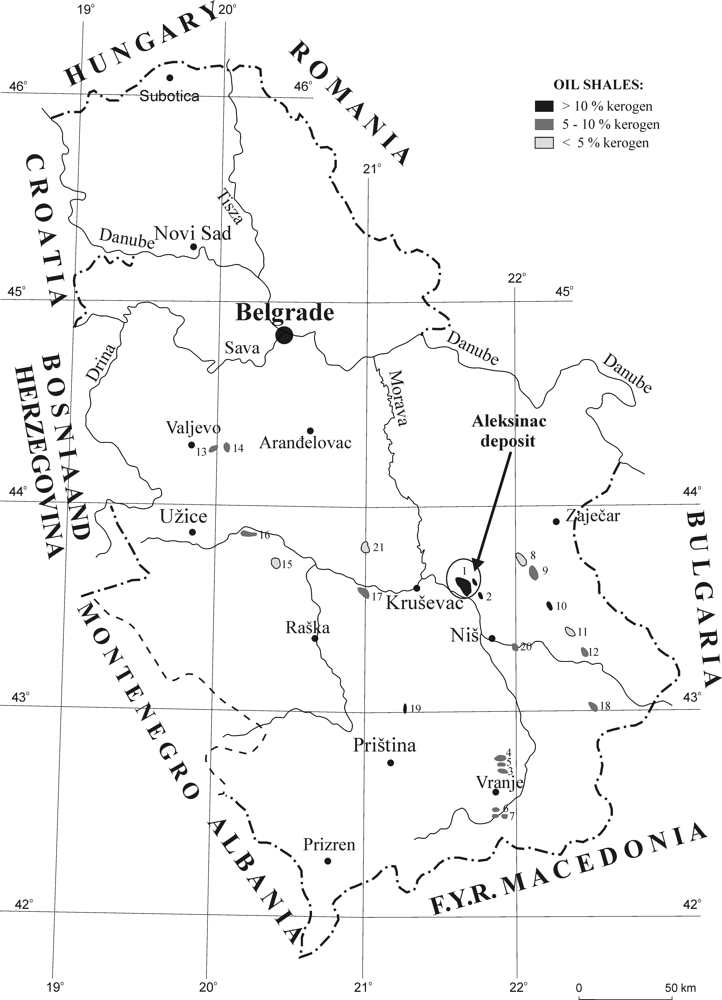 19°
20°
HUNGARY
ROMANIA
OIL SHALES:
> 10 % kerogen
5 - 10 % kerogen
< 5 % kerogen
46°
46°
Subotica
CROATIA
21°
Tisza
Danube
Novi Sad
22°
45°
45°
Belgrade
Sava
Drina
Danube
Danube
Morava
BOSNIA AND
HERZEGOVINA
Aleksinac
deposit
Valjevo
13
14
Aranđelovac
44°
44°
Užice
Zaječar
BULGARIA
16
21
15
8
9
1
2
17
Kruševac
10
Raška
Niš
11
20
12
MONTENEGRO
43°
43°
19
18
Priština
4
5
3
Vranje
6
7
ALBANIA
Prizren
F.Y.R. MACEDONIA
42°
42°
19°
20°
21°
22°
0
50 km